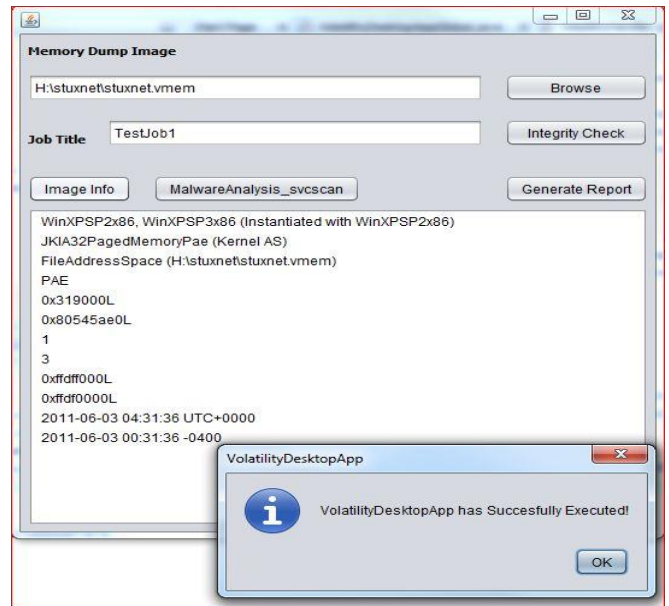 Memory Dump Image
H:\stuxnet\stuxnet.vmem
Browse
Job Title
TestJob1
Integrity Check
Image Info
MalwareAnalysis_svcscan
Generate Report
WinXPSP2x86, WinXPSP3x86 (Instantiated with WinXPSP2x86)
JKIA32PagedMemoryPae (Kernel AS)
FileAddressSpace (H:\stuxnet\stuxnet.vmem)
PAE
0x319000L
0x80545ae0L
1
3
0xffdff000L
0xffdf0000L
2011-06-03 04:31:36 UTC+0000
2011-06-03 00:31:36 -0400
VolatilityDesktopApp
VolatilityDesktopApp has Succesfully Executed!
OK